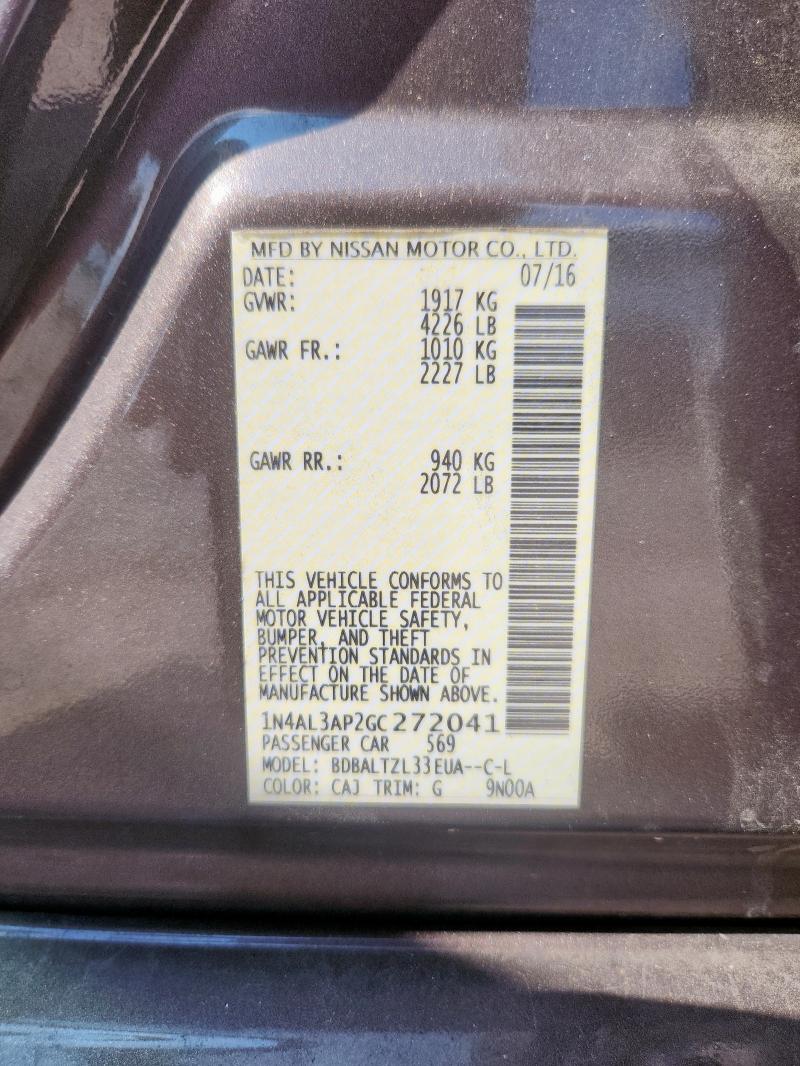 MFD BY NISSAN MOTOR CO., LTD.
DATE: 07/16
GVWR: 1917 KG
4226 LB
GAWR FR.: 1010 KG
2227 LB
GAWR RR.: 940 KG
2072 LB
THIS VEHICLE CONFORMS TO
ALL APPLICABLE FEDERAL
MOTOR VEHICLE SAFETY,
BUMPER, AND THEFT
PREVENTION STANDARDS IN
EFFECT ON THE DATE OF
MANUFACTURE SHOWN ABOVE.
1N4AL3AP2GC272041
PASSENGER CAR 569
MODEL: BDBALTZL33EUA--C-L
COLOR: CAJ TRIM: G 9N00A